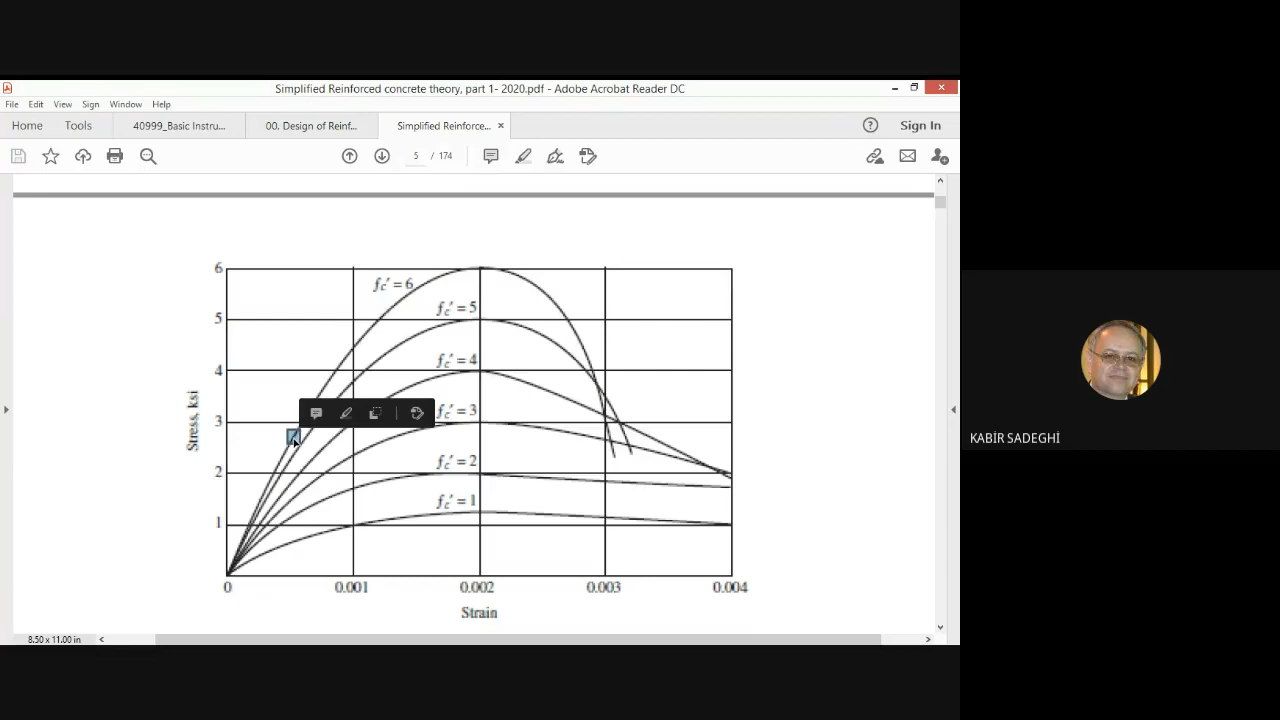 Simplified Reinforced concrete theory, part 1- 2020.pdf - Adobe Acrobat Reader DC
File Edit View Sign Window Help
Home Tools 40999_Basic Instru... 00. Design of Reinf... Simplified Reinforce... × Sign In
5 / 174
6
fc′ = 6
5
fc′ = 5
4
fc′ = 4
3
fc′ = 3
2
fc′ = 2
1
fc′ = 1
Stress, ksi
0 0.001 0.002 0.003 0.004
Strain
8.50 x 11.00 in
KABİR SADEGHİ